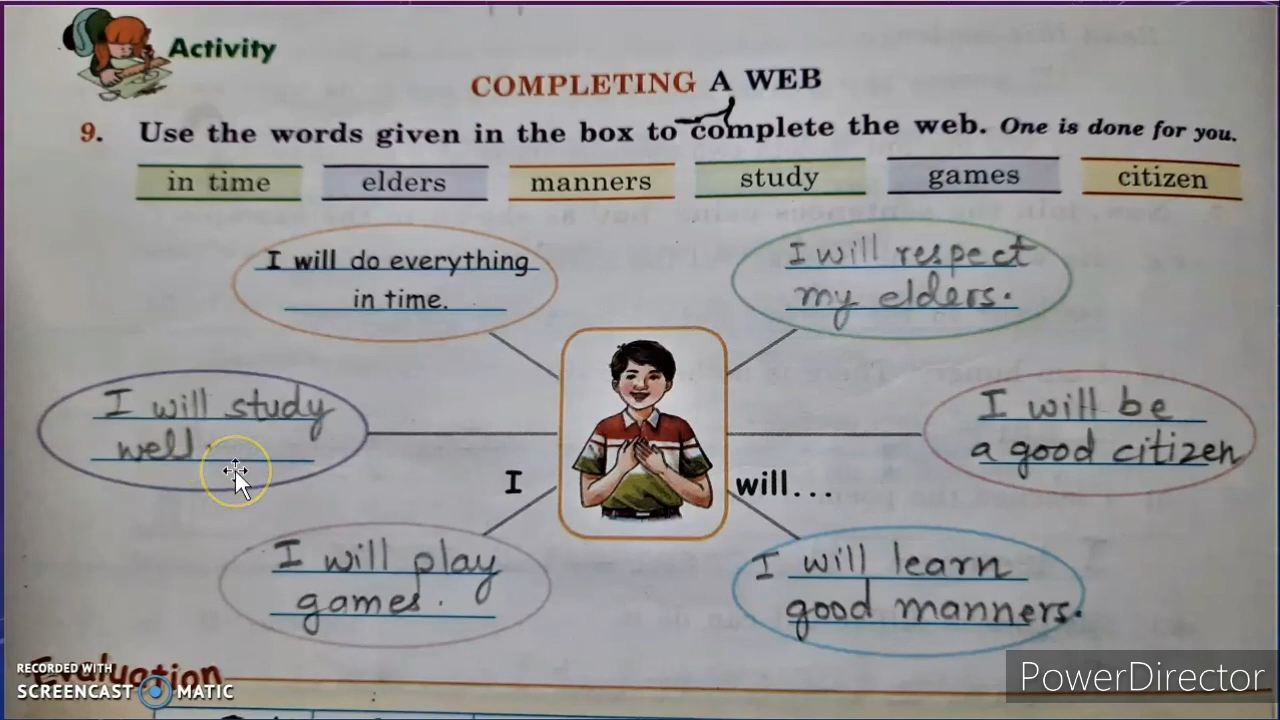 Activity
COMPLETING A WEB
9. Use the words given in the box to complete the web. One is done for you.
in time elders manners study games citizen
I will do everything
in time.
I will respect
my elders.
I will study
well.
I will be
a good citizen
I will...
I will play
games.
I will learn
good manners.
Evaluation
RECORDED WITH
SCREENCAST MATIC
PowerDirector